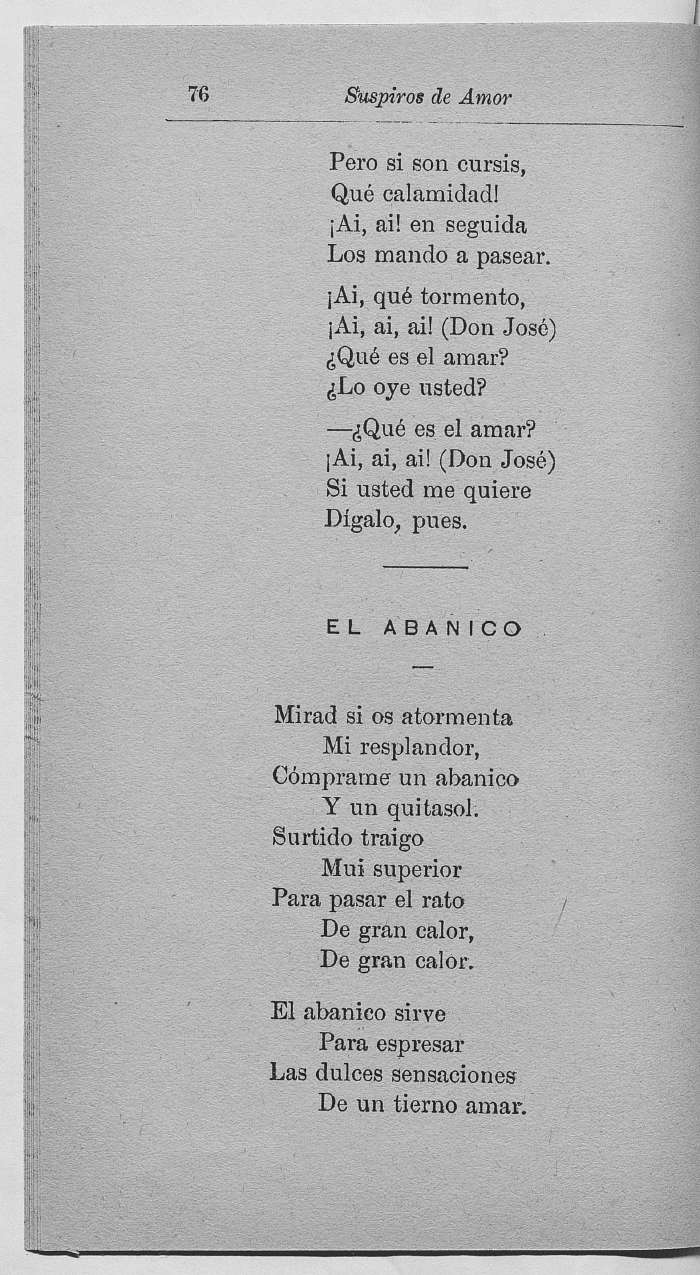 76 Suspiros de Amor
Pero si son cursis,
Qué calamidad!
¡Ai, ai! en seguida
Los mando a pasear.
¡Ai, qué tormento,
¡Ai, ai, ai! (Don José)
¿Qué es el amar?
¿Lo oye usted?
—¿Qué es el amar?
¡Ai, ai, ai! (Don José)
Si usted me quiere
Dígalo, pues.
EL ABANICO
Mirad si os atormenta
Mi resplandor,
Cómprame un abanico
Y un quitasol.
Surtido traigo
Mui superior
Para pasar el rato
De gran calor,
De gran calor.
El abanico sirve
Para espresar
Las dulces sensaciones
De un tierno amar.